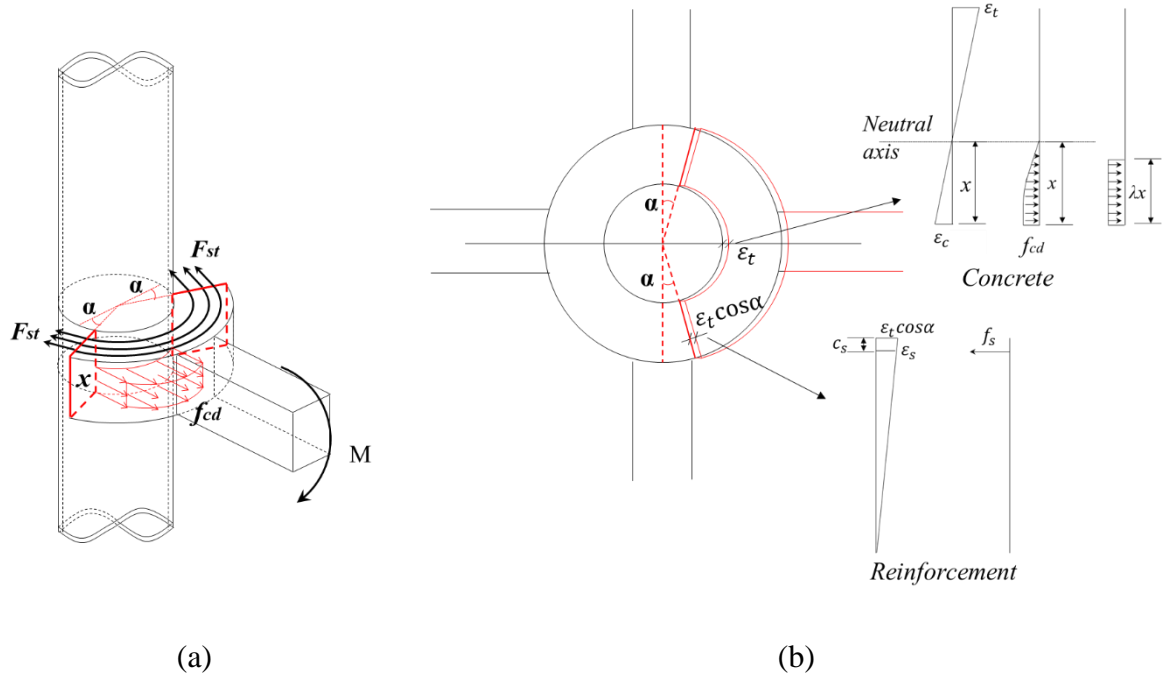 α
α
F_st
F_st
x
f_cd
M
(a)
α
α
ε_t
ε_t cosα
ε_t
Neutral
axis
x
x
λx
ε_c
f_cd
Concrete
ε_t cosα
c_s
ε_s
f_s
Reinforcement
(b)